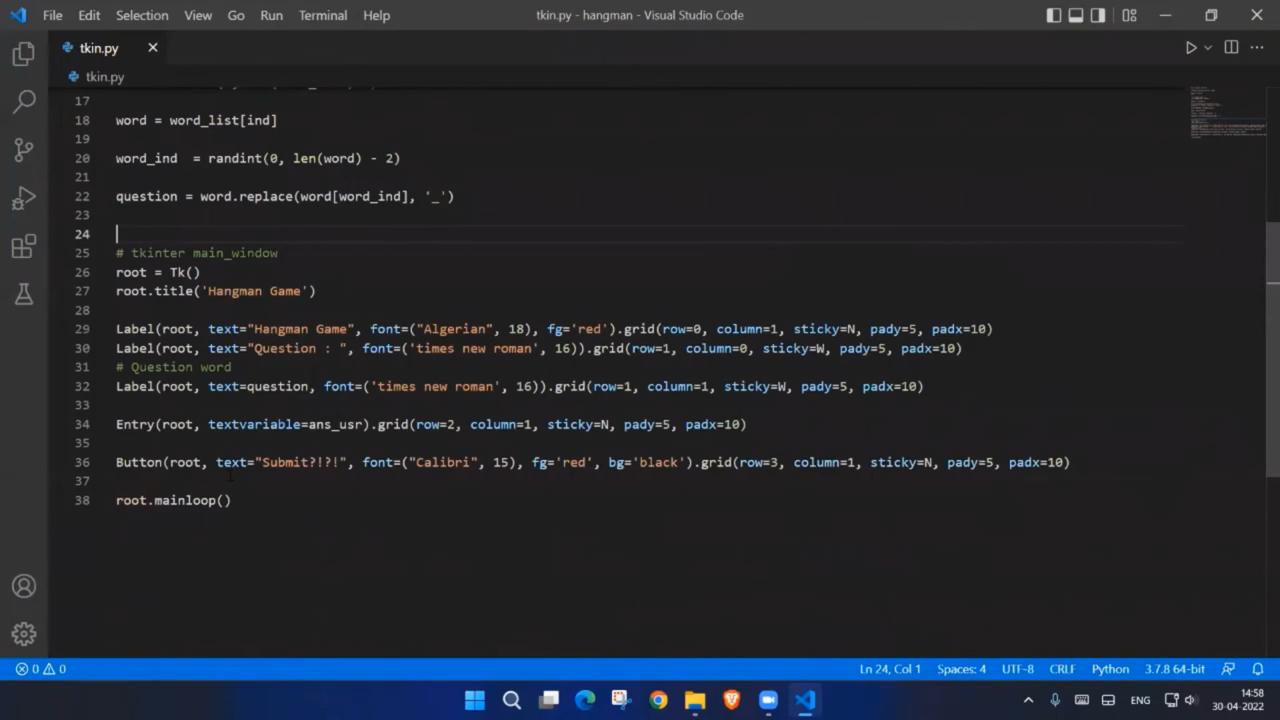 File Edit Selection View Go Run Terminal Help tkin.py - hangman - Visual Studio Code
tkin.py
tkin.py
17
18 word = word_list[ind]
19
20 word_ind  = randint(0, len(word) - 2)
21
22 question = word.replace(word[word_ind], '_')
23
24
25 # tkinter main_window
26 root = Tk()
27 root.title('Hangman Game')
28
29 Label(root, text="Hangman Game", font=("Algerian", 18), fg='red').grid(row=0, column=1, sticky=N, pady=5, padx=10)
30 Label(root, text="Question : ", font=('times new roman', 16)).grid(row=1, column=0, sticky=W, pady=5, padx=10)
31 # Question word
32 Label(root, text=question, font=('times new roman', 16)).grid(row=1, column=1, sticky=W, pady=5, padx=10)
33
34 Entry(root, textvariable=ans_usr).grid(row=2, column=1, sticky=N, pady=5, padx=10)
35
36 Button(root, text="Submit?!?!", font=("Calibri", 15), fg='red', bg='black').grid(row=3, column=1, sticky=N, pady=5, padx=10)
37
38 root.mainloop()
0 0 Ln 24, Col 1 Spaces: 4 UTF-8 CRLF Python 3.7.8 64-bit
ENG 14:58
30-04-2022